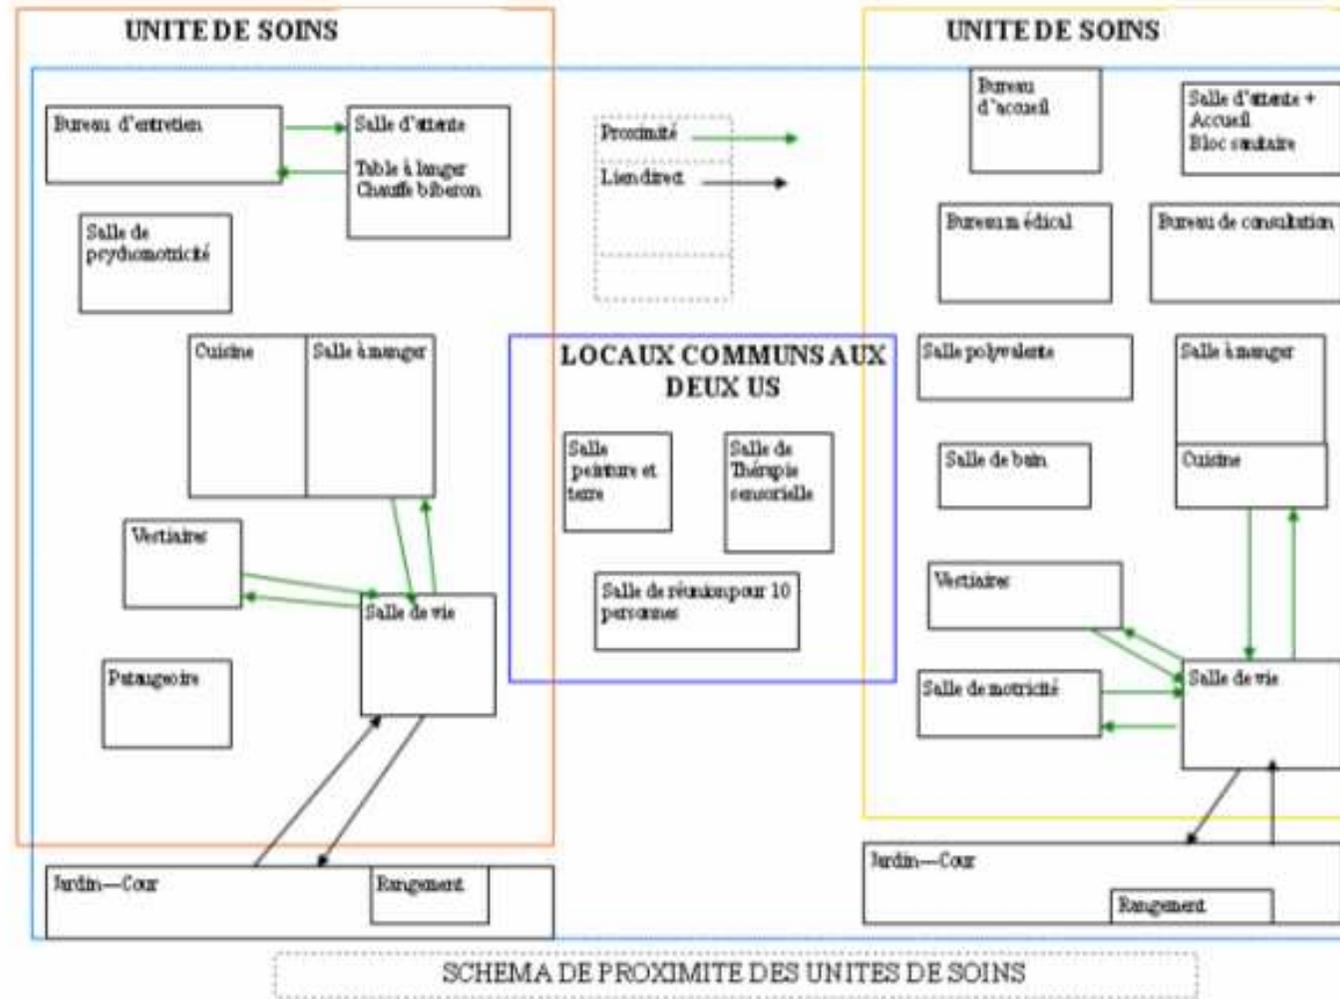 UNITE DE SOINS
Bureau d'entretien
Salle d'attente
Table à langer
Chauffe biberon
Salle de
psychomotricité
Cuisine
Salle à manger
Vestiaires
Salle de vie
Pataugeoire
Jardin—Cour
Rangement
Proximité
Lien direct
LOCAUX COMMUNS AUX
DEUX US
Salle
peinture et
terre
Salle de
Thérapie
sensorielle
Salle de réunion pour 10
personnes
UNITE DE SOINS
Bureau
d'accueil
Salle d'attente +
Accueil
Bloc sanitaire
Bureau médical
Bureau de consultation
Salle polyvalente
Salle à manger
Salle de bain
Cuisine
Vestiaires
Salle de motricité
Salle de vie
Jardin—Cour
Rangement
SCHEMA DE PROXIMITE DES UNITES DE SOINS